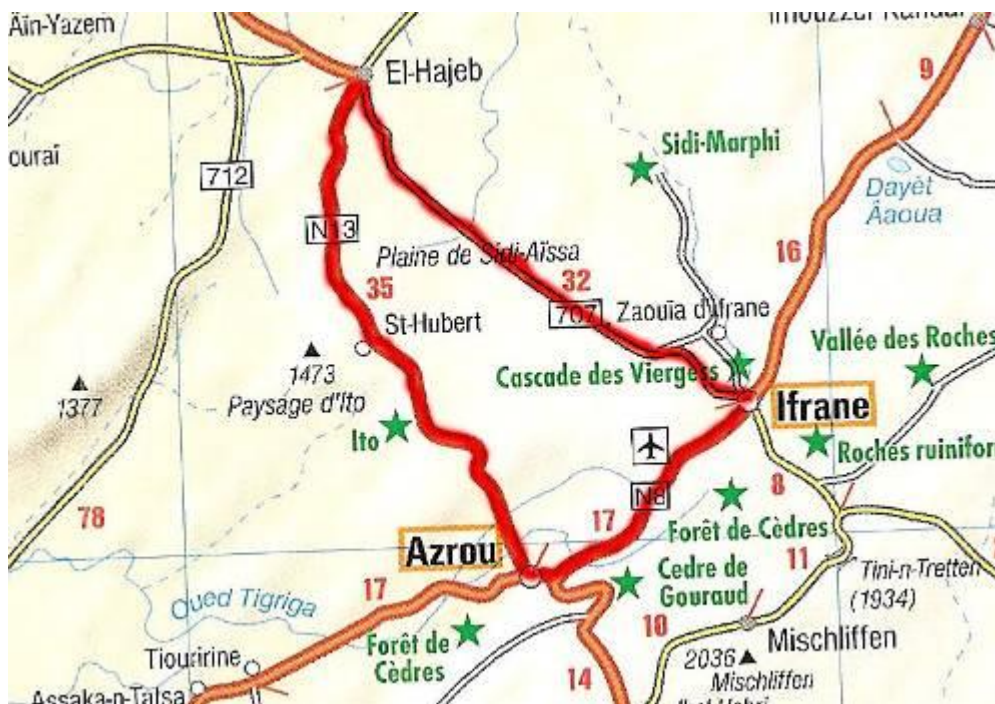 Äïn-Yazem
El-Hajeb
9
ouraï
712
Sidi-Marphi
Dayèt
Âaoua
N13
Plaine de Sidi-Aïssa
16
35
32
707
Zaouïa d'Ifrane
St-Hubert
Vallée des Roches
1473
Paysage d'Ito
Cascade des Vierges
1377
Ifrane
Ito
Roches ruinifor
8
N8
78
17
Forêt de Cèdres
Azrou
11
Cedre de
Gouraud
Tini-n-Tretten
(1934)
17
Oued Tigriga
10
Forêt de
Cèdres
Mischliffen
Tiouririne
2036
Mischliffen
14
Assaka-n-Tatsa